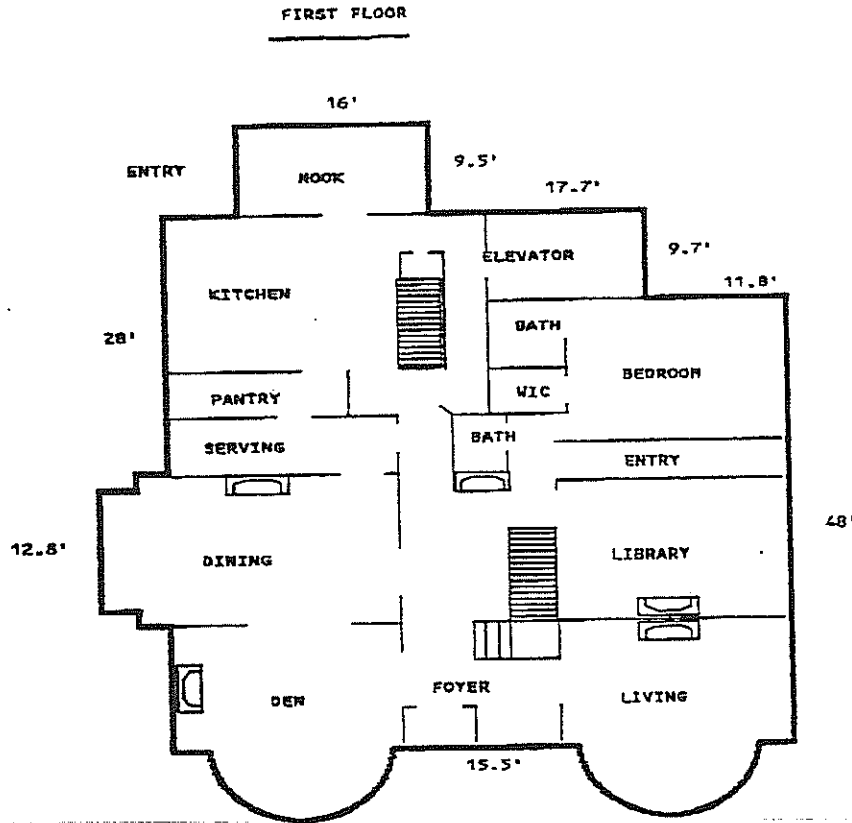 FIRST FLOOR
16'
ENTRY
NOOK
9.5'
17.7'
ELEVATOR
9.7'
11.8'
KITCHEN
28'
BATH
BEDROOM
PANTRY
WIC
SERVING
BATH
ENTRY
12.8'
DINING
LIBRARY
48'
DEN
FOYER
LIVING
15.5'